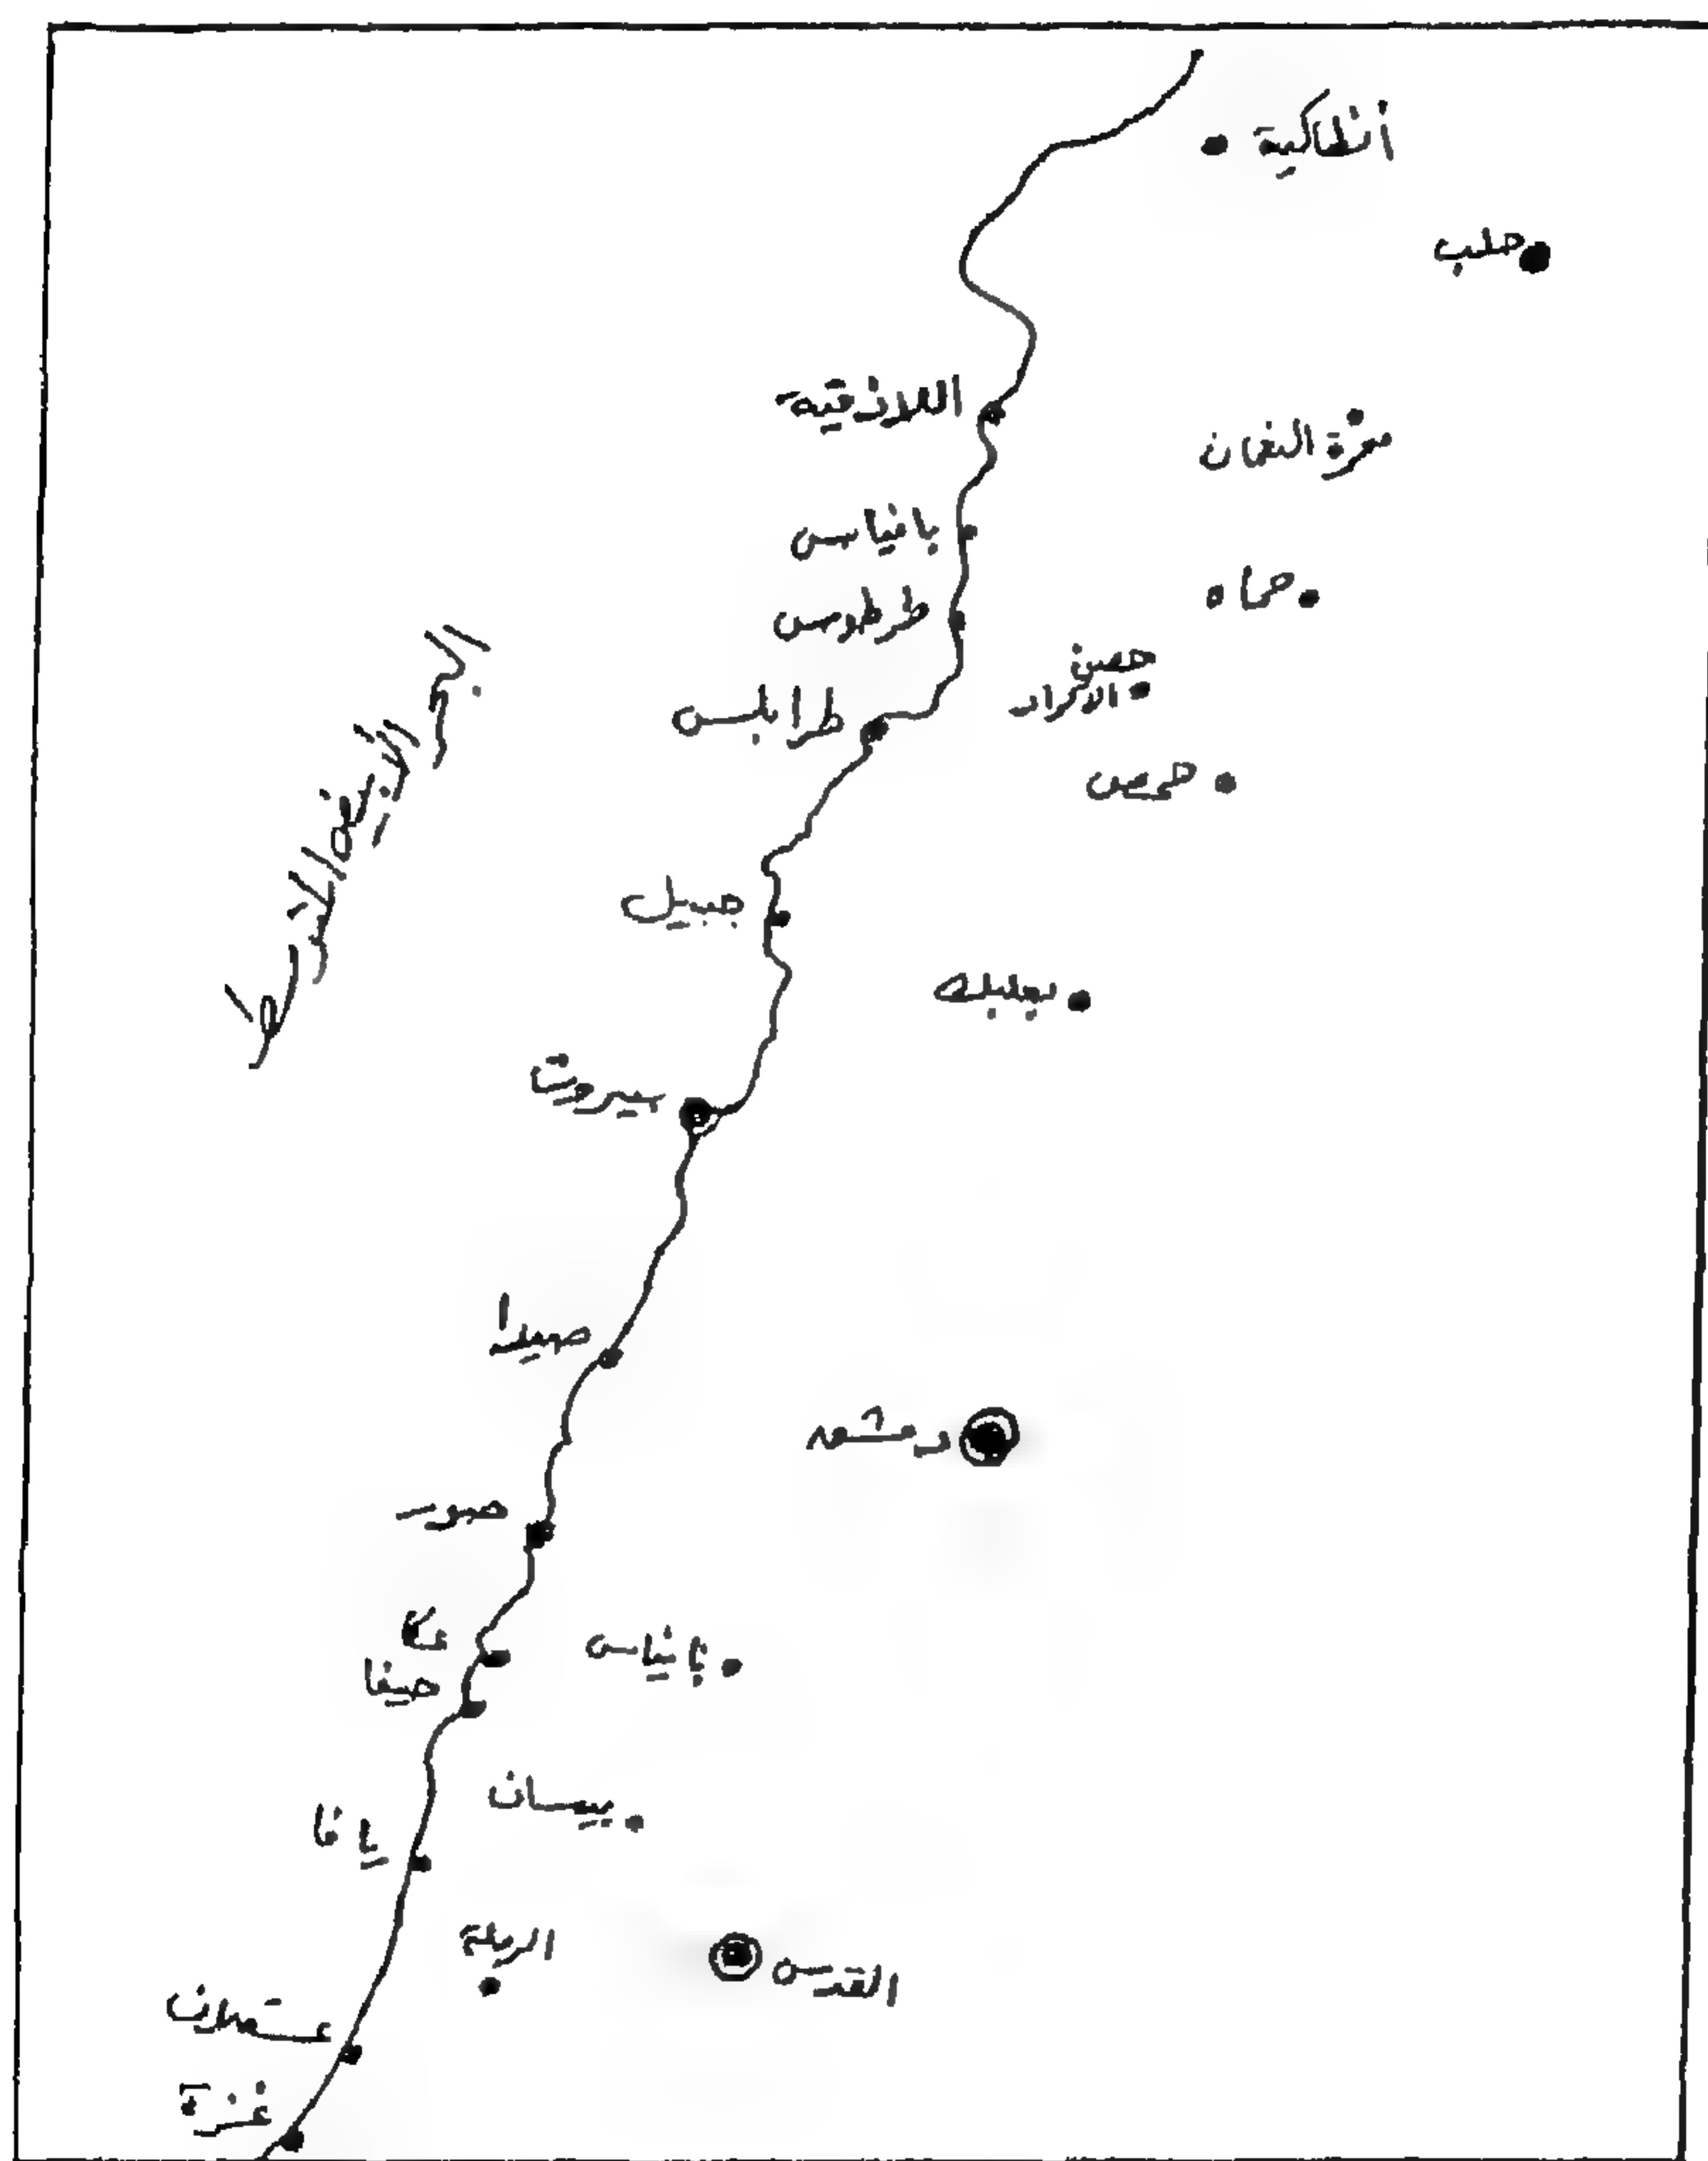 أنطاكية
حلب
اللاذقية
معرة النعمان
بانياس
حماه
طرطوس
حصن
الاكراد
طرابلس
حمص
البحر الأبيض المتوسط
جبيل
بعلبك
بيروت
صيدا
دمشق
صور
عكا
بانياس
حيفا
بيسان
يافا
الرملة
القدس
عسقلان
غزة